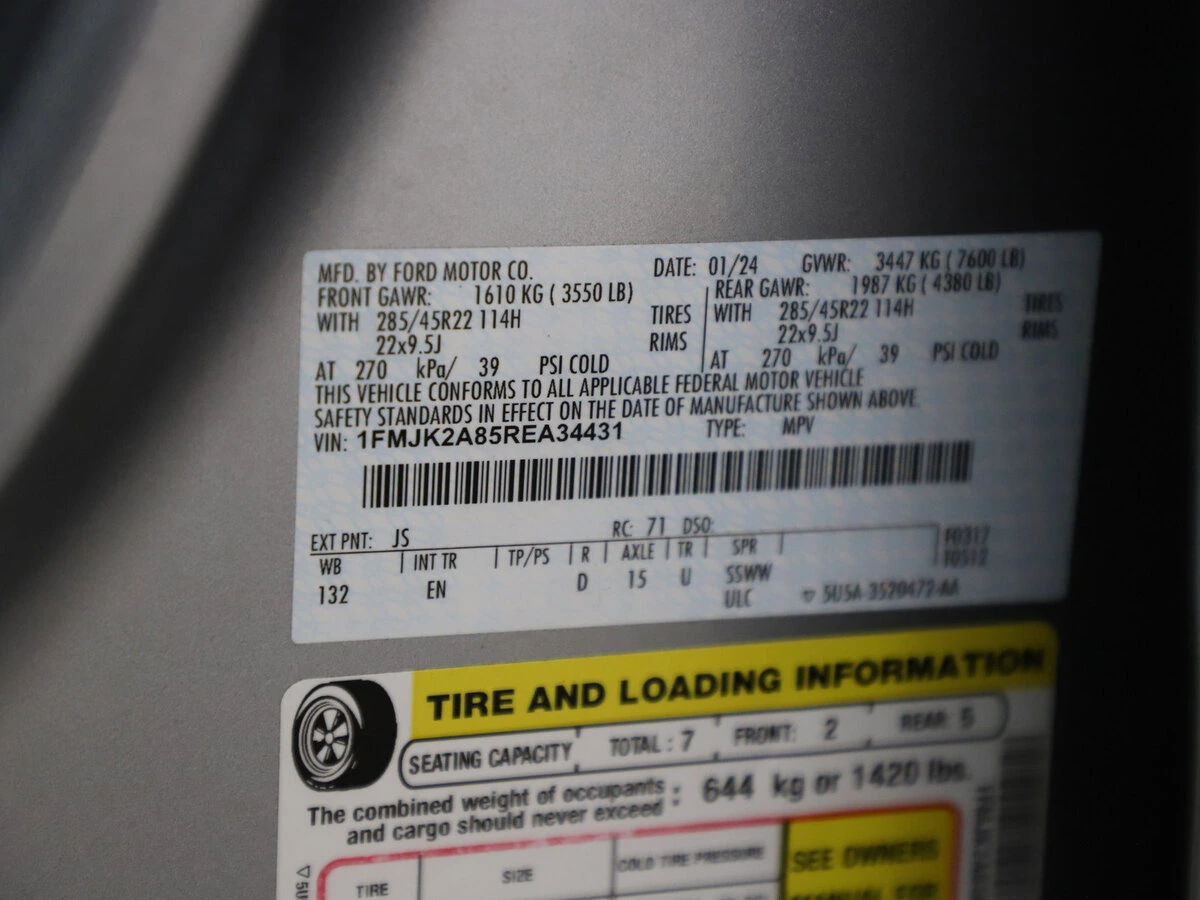 MFD. BY FORD MOTOR CO. DATE: 01/24 GVWR: 3447 KG ( 7600 LB)
FRONT GAWR: 1610 KG ( 3550 LB) REAR GAWR: 1987 KG ( 4380 LB)
WITH 285/45R22 114H TIRES WITH 285/45R22 114H TIRES
22x9.5J RIMS 22x9.5J RIMS
AT 270 kPa/ 39 PSI COLD AT 270 kPa/ 39 PSI COLD
THIS VEHICLE CONFORMS TO ALL APPLICABLE FEDERAL MOTOR VEHICLE
SAFETY STANDARDS IN EFFECT ON THE DATE OF MANUFACTURE SHOWN ABOVE.
VIN: 1FMJK2A85REA34431 TYPE: MPV
EXT PNT: JS RC: 71 DSO:
WB INT TR TP/PS R AXLE TR SPR
132 EN D 15 U SSWW
ULC 5U5A-3520472-AA
TIRE AND LOADING INFORMATION
SEATING CAPACITY TOTAL : 7 FRONT: 2 REAR: 5
The combined weight of occupants and cargo should never exceed : 644 kg or 1420 lbs.
TIRE SIZE COLD TIRE PRESSURE SEE OWNERS
MANUAL FOR
5U